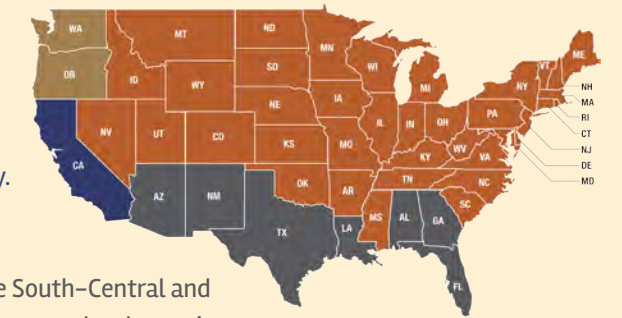 WA
MT
ND
MN
ME
VT
OR
ID
SD
WI
MI
NY
NH
WY
MA
IA
RI
NE
PA
CT
NV
UT
CO
IL
IN
OH
NJ
KS
MO
WV
VA
DE
CA
KY
MD
y.
TN
NC
OK
AR
SC
AZ
NM
MS
AL
GA
TX
LA
FL
e South-Central and